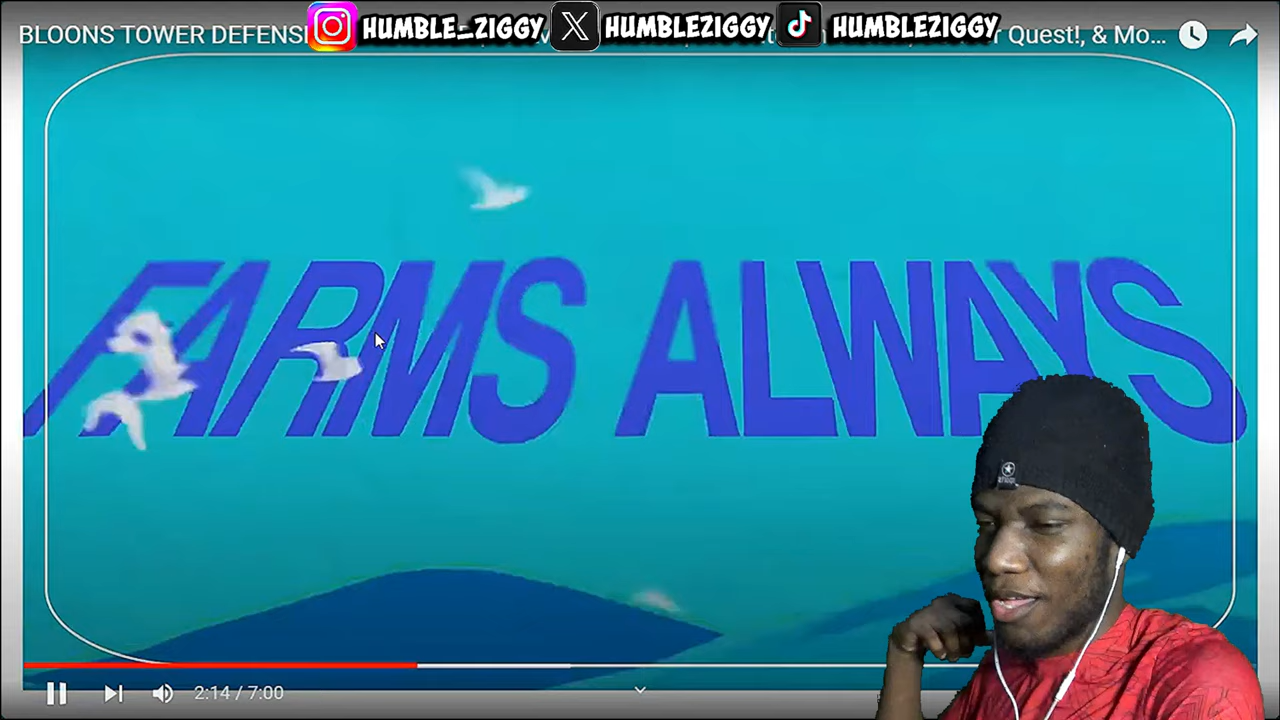 BLOONS TOWER DEFENS
HUMBLE_ZIGGY
HUMBLEZIGGY
HUMBLEZIGGY
Quest!, & Mo...
FARMS ALWAYS
2:14 / 7:00